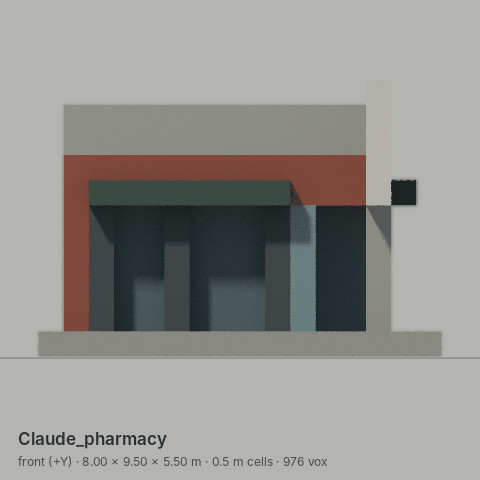 Claude_pharmacy
front (+Y) · 8.00 × 9.50 × 5.50 m · 0.5 m cells · 976 vox